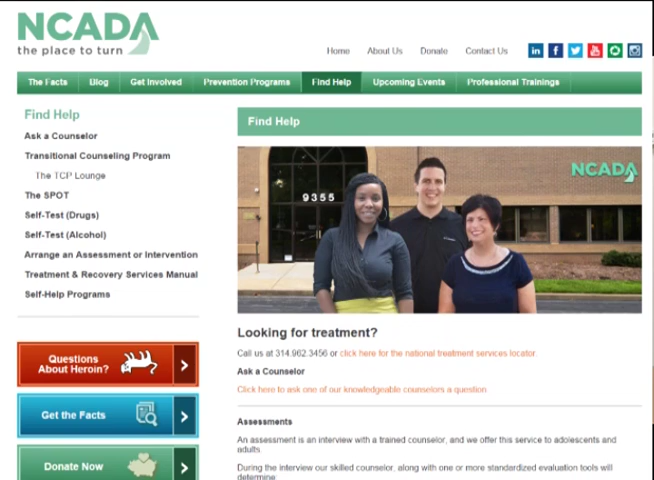 NCADA
the place to turn
Home About Us Donate Contact Us
The Facts Blog Get Involved Prevention Programs Find Help Upcoming Events Professional Trainings
Find Help
Ask a Counselor
Transitional Counseling Program
The TCP Lounge
The SPOT
Self-Test (Drugs)
Self-Test (Alcohol)
Arrange an Assessment or Intervention
Treatment & Recovery Services Manual
Self-Help Programs
Questions
About Heroin?
Get the Facts
Donate Now
Find Help
NCADA
9355
Looking for treatment?
Call us at 314.962.3456 or click here for the national treatment services locator.
Ask a Counselor
Click here to ask one of our knowledgeable counselors a question
Assessments
An assessment is an interview with a trained counselor, and we offer this service to adolescents and
adults.
During the interview our skilled counselor, along with one or more standardized evaluation tools will
determine: